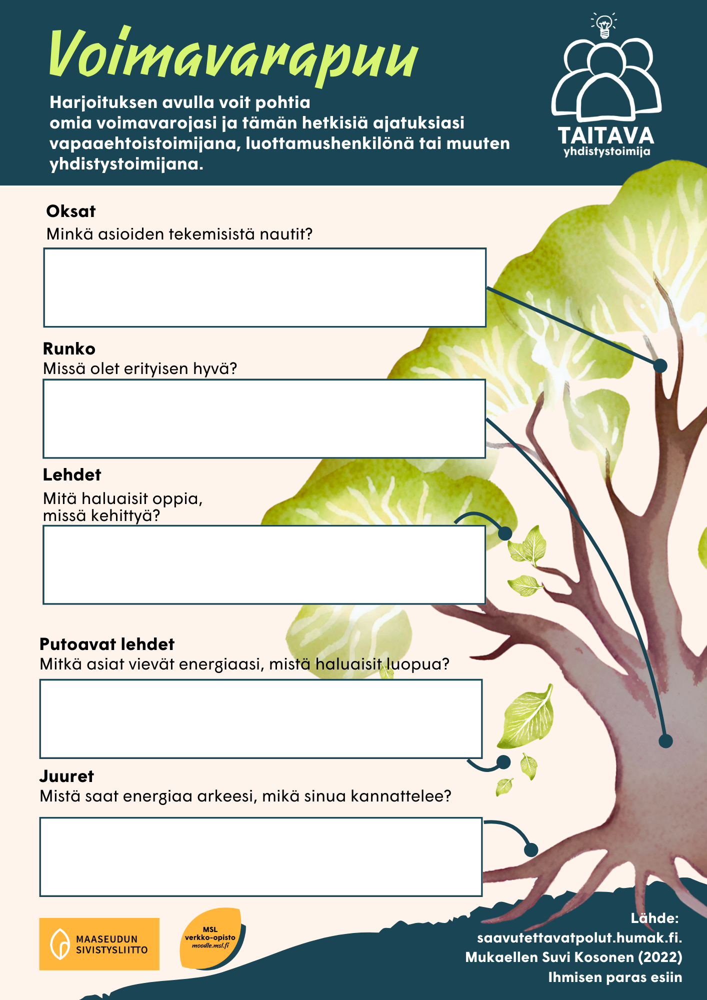 Voimavarapuu
Harjoituksen avulla voit pohtia
omia voimavarojasi ja tämän hetkisiä ajatuksiasi
vapaaehtoistoimijana, luottamushenkilönä tai muuten
yhdistystoimijana.
TAITAVA
yhdistystoimija
Oksat
Minkä asioiden tekemisistä nautit?
Runko
Missä olet erityisen hyvä?
Lehdet
Mitä haluaisit oppia,
missä kehittyä?
Putoavat lehdet
Mitkä asiat vievät energiaasi, mistä haluaisit luopua?
Juuret
Mistä saat energiaa arkeesi, mikä sinua kannattelee?
MAASEUDUN
SIVISTYSLIITTO
MSL
verkko-opisto
moodle.msl.fi
Lähde:
saavutettavatpolut.humak.fi.
Mukaellen Suvi Kosonen (2022)
Ihmisen paras esiin